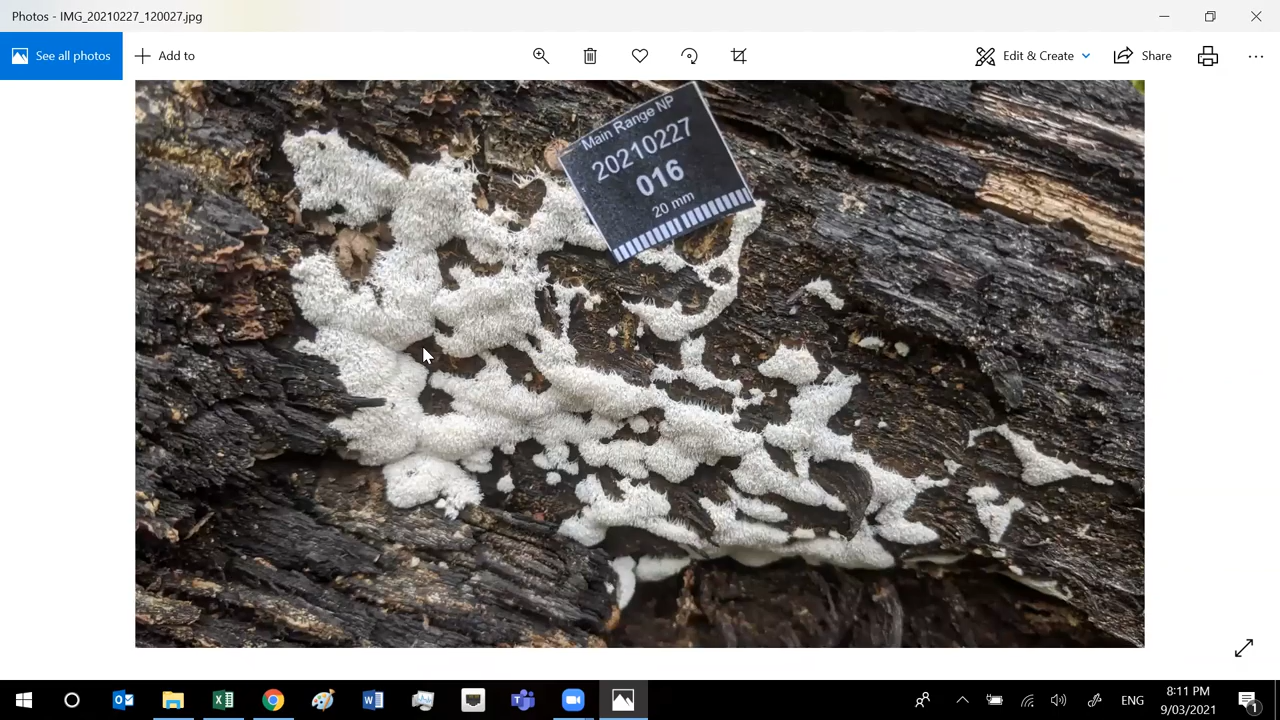 Photos - IMG_20210227_120027.jpg
See all photos
Add to
Edit & Create
Share
Main Range NP
20210227
016
20 mm
ENG
8:11 PM
9/03/2021
1